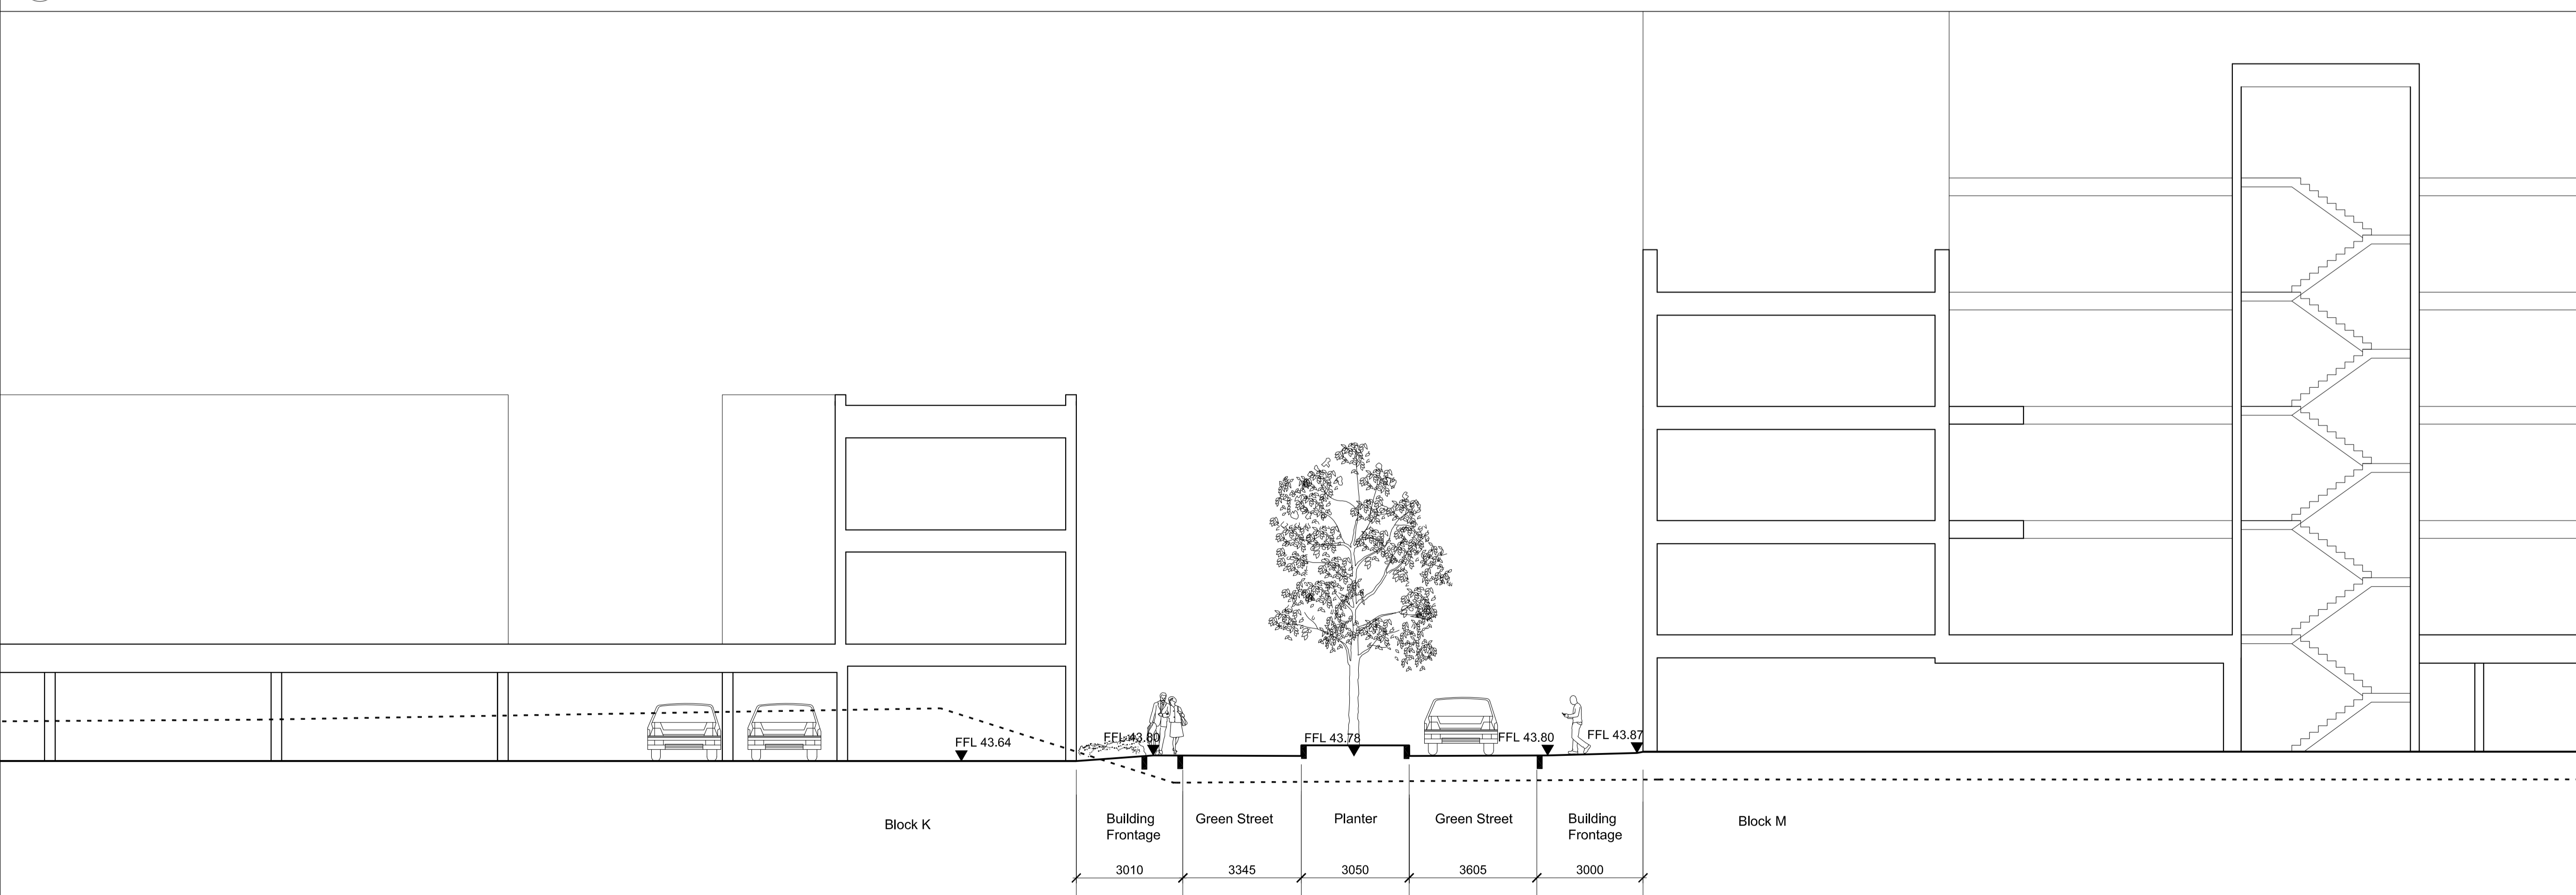 FFL 43.64
FFL 43.80
FFL 43.78
FFL 43.80
FFL 43.87
Block K
Building
Frontage
Green Street
Planter
Green Street
Building
Frontage
Block M
3010
3345
3050
3605
3000